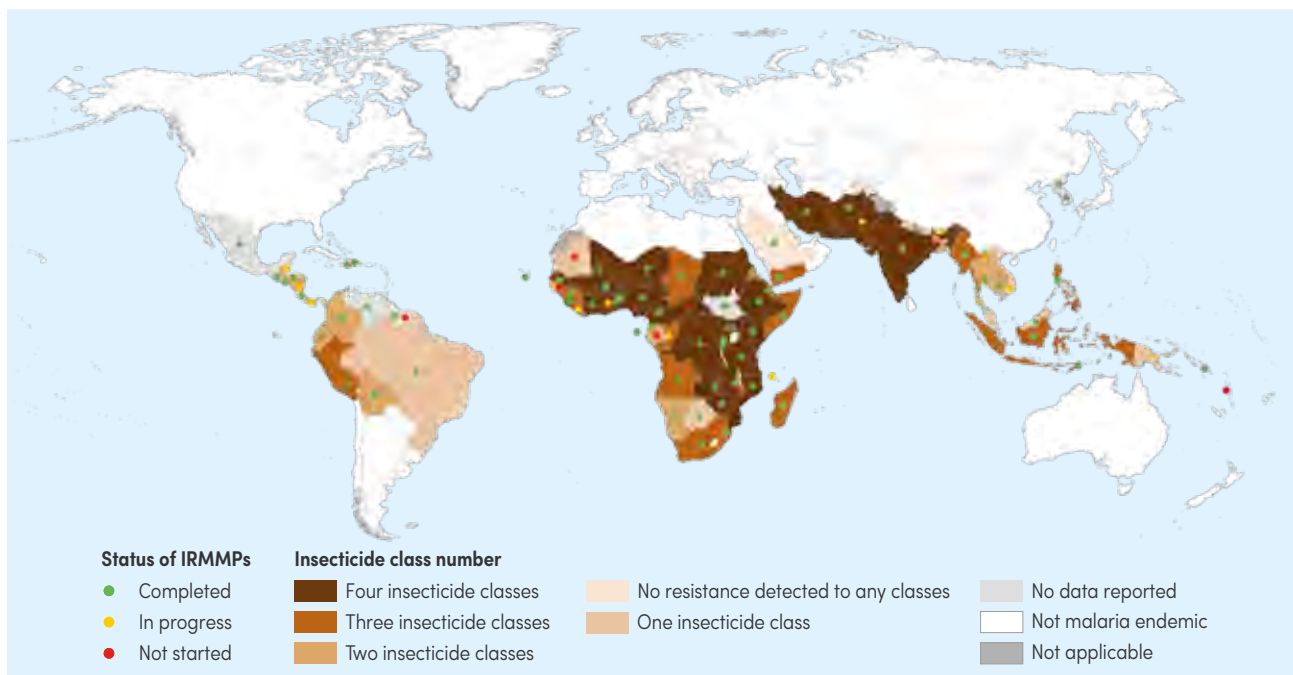 Status of IRMMPs
Completed
In progress
Not started
Insecticide class number
Four insecticide classes
Three insecticide classes
Two insecticide classes
No resistance detected to any classes
One insecticide class
No data reported
Not malaria endemic
Not applicable